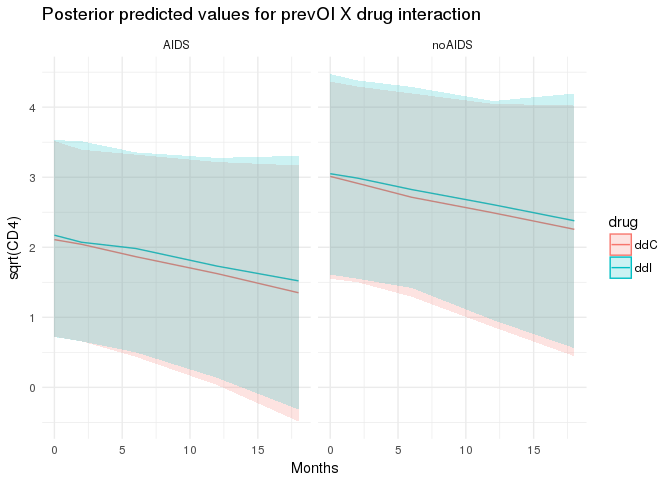 Posterior predicted values for prevOI X drug interaction
AIDS
noAIDS
4
3
2
1
0
sqrt(CD4)
0 5 10 15
0 5 10 15
Months
drug
ddC
ddI